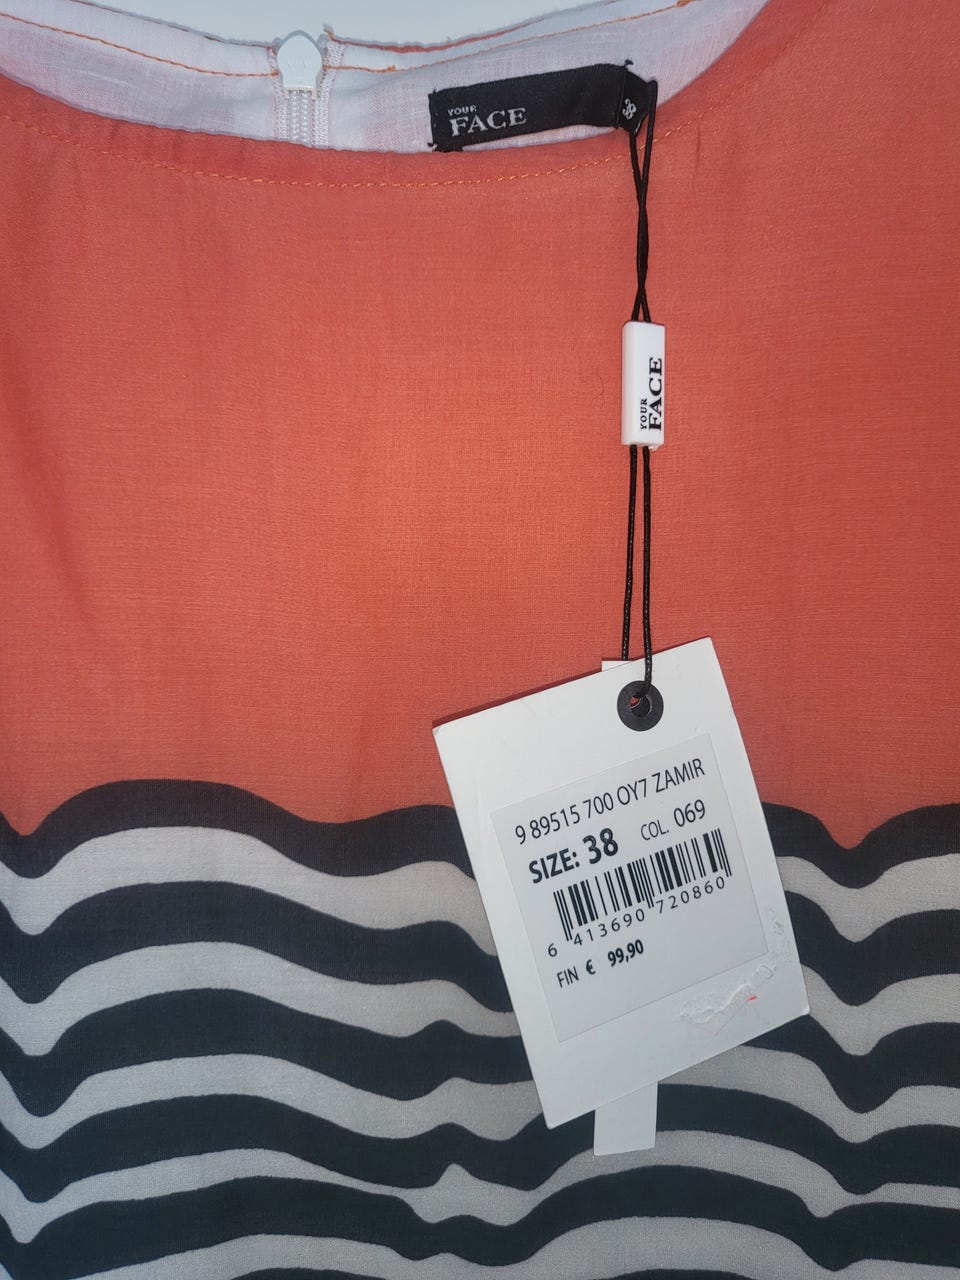 YOUR
FACE
38
YOUR
FACE
9 89515 700 OY7 ZAMIR
SIZE: 38 COL. 069
6 413690 720860
FIN € 99,90